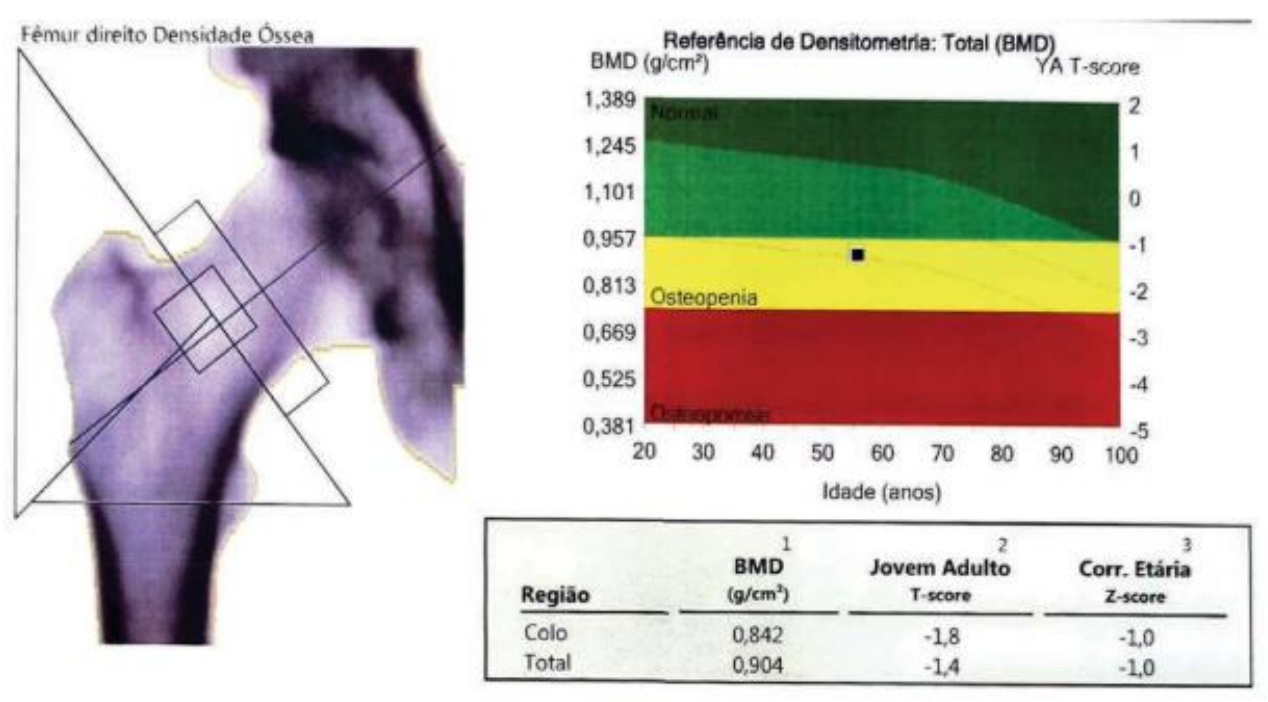 Fêmur direito Densidade Óssea
Referência de Densitometria: Total (BMD)
BMD (g/cm²) YA T-score
1,389 Normal 2
1,245 1
1,101 0
0,957 -1
0,813 Osteopenia -2
0,669 -3
0,525 -4
0,381 -5
20 30 40 50 60 70 80 90 100
Idade (anos)
1 2 3
BMD Jovem Adulto Corr. Etária
Região (g/cm²) T-score Z-score
Colo 0,842 -1,8 -1,0
Total 0,904 -1,4 -1,0